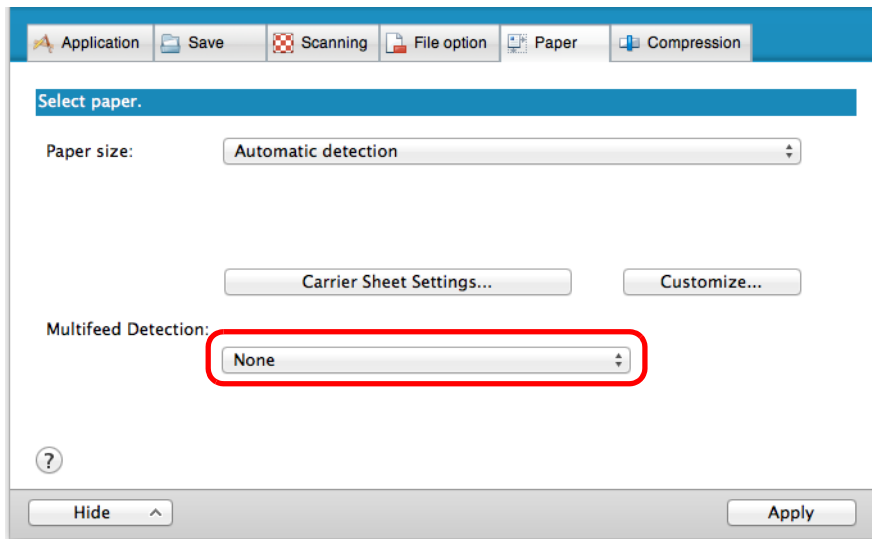 Application Save Scanning File option Paper Compression
Select paper.
Paper size: Automatic detection
Carrier Sheet Settings... Customize...
Multifeed Detection:
None
?
Hide Apply